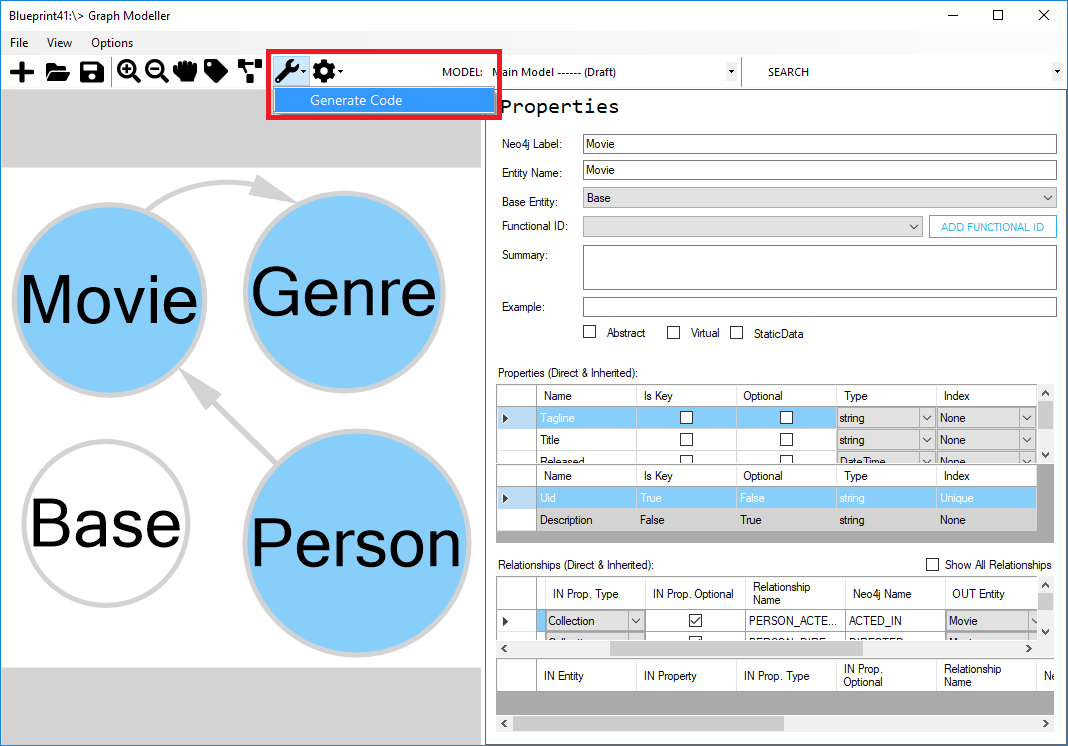 Blueprint41:\> Graph Modeller
File View Options
MODEL: Main Model ------ (Draft) SEARCH
Generate Code
Properties
Neo4j Label: Movie
Entity Name: Movie
Base Entity: Base
Functional ID: ADD FUNCTIONAL ID
Summary:
Example:
Abstract Virtual StaticData
Movie
Genre
Base
Person
Properties (Direct & Inherited):
Name Is Key Optional Type Index
Tagline string None
Title string None
Released DateTime None
Name Is Key Optional Type Index
Uid True False string Unique
Description False True string None
Relationships (Direct & Inherited): Show All Relationships
IN Prop. Type IN Prop. Optional Relationship Name Neo4j Name OUT Entity
Collection PERSON_ACTE... ACTED_IN Movie
Collection PERSON_DIRE... DIRECTED Movie
IN Entity IN Property IN Prop. Type IN Prop. Optional Relationship Name Ne